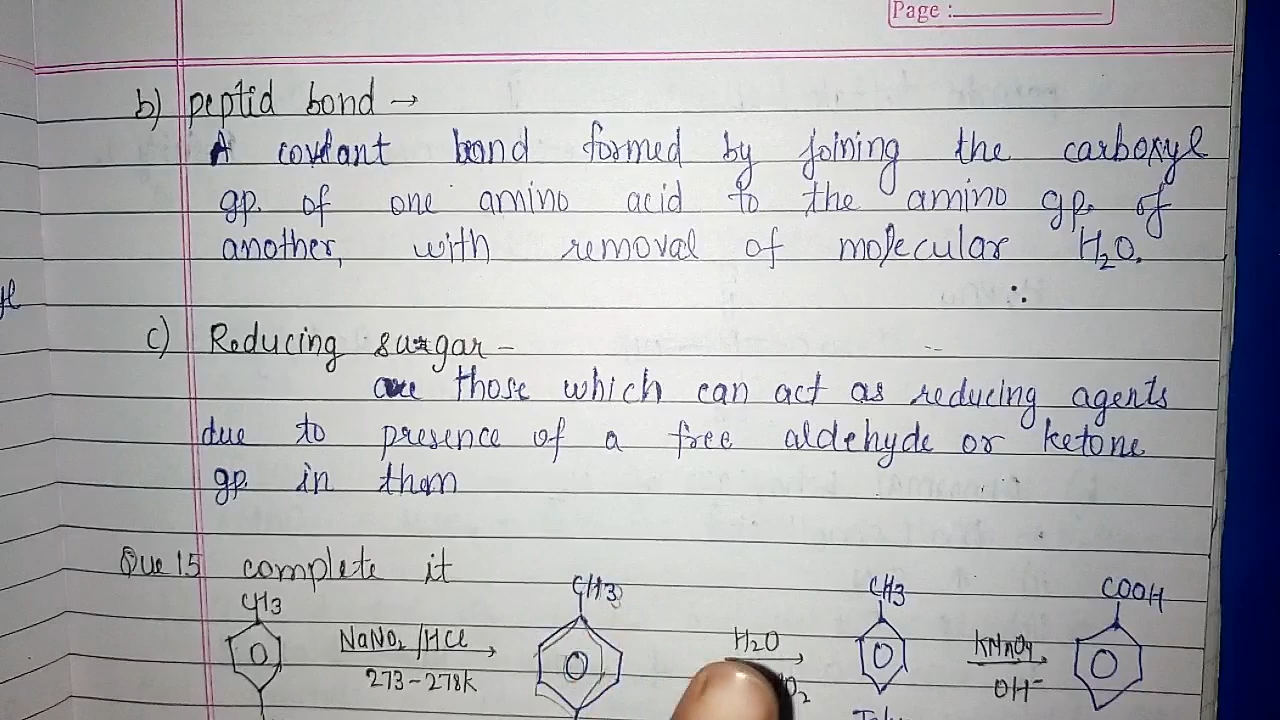 Page :
b) peptid bond →
A covelant bond formed by joining the carboxyl
gp. of one amino acid to the amino gp. of
another, with removal of molecular H₂O.
∴
c) Reducing sugar –
are those which can act as reducing agents
due to presence of a free aldehyde or ketone
gp. in them
Que 15 complete it
CH3 CH3 CH3 COOH
NaNO₂/HCl H₂O KMnO4
273–278K OH⁻